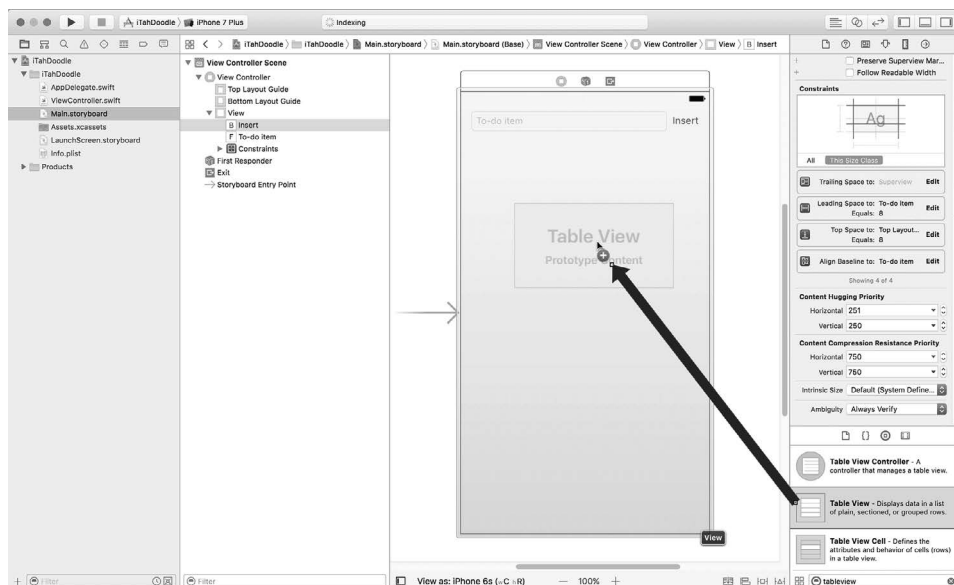 iTahDoodle
iPhone 7 Plus
Indexing
iTahDoodle
iTahDoodle
Main.storyboard
Main.storyboard (Base)
View Controller Scene
View Controller
View
B Insert
iTahDoodle
iTahDoodle
AppDelegate.swift
ViewController.swift
Main.storyboard
Assets.xcassets
LaunchScreen.storyboard
Info.plist
Products
Filter
View Controller Scene
View Controller
Top Layout Guide
Bottom Layout Guide
View
B Insert
F To-do item
Constraints
First Responder
Exit
Storyboard Entry Point
Filter
To-do item
Insert
Table View
Prototype Content
View
View as: iPhone 6s (wC hR)
— 100% +
Preserve Superview Mar...
Follow Readable Width
Constraints
Ag
All This Size Class
Trailing Space to: Superview Edit
Leading Space to: To-do item
Equals: 8 Edit
Top Space to: Top Layout...
Equals: 8 Edit
Align Baseline to: To-do item Edit
Showing 4 of 4
Content Hugging Priority
Horizontal 251
Vertical 250
Content Compression Resistance Priority
Horizontal 750
Vertical 750
Intrinsic Size Default (System Define...
Ambiguity Always Verify
Table View Controller - A
controller that manages a table view.
Table View - Displays data in a list
of plain, sectioned, or grouped rows.
Table View Cell - Defines the
attributes and behavior of cells (rows)
in a table view.
tableview